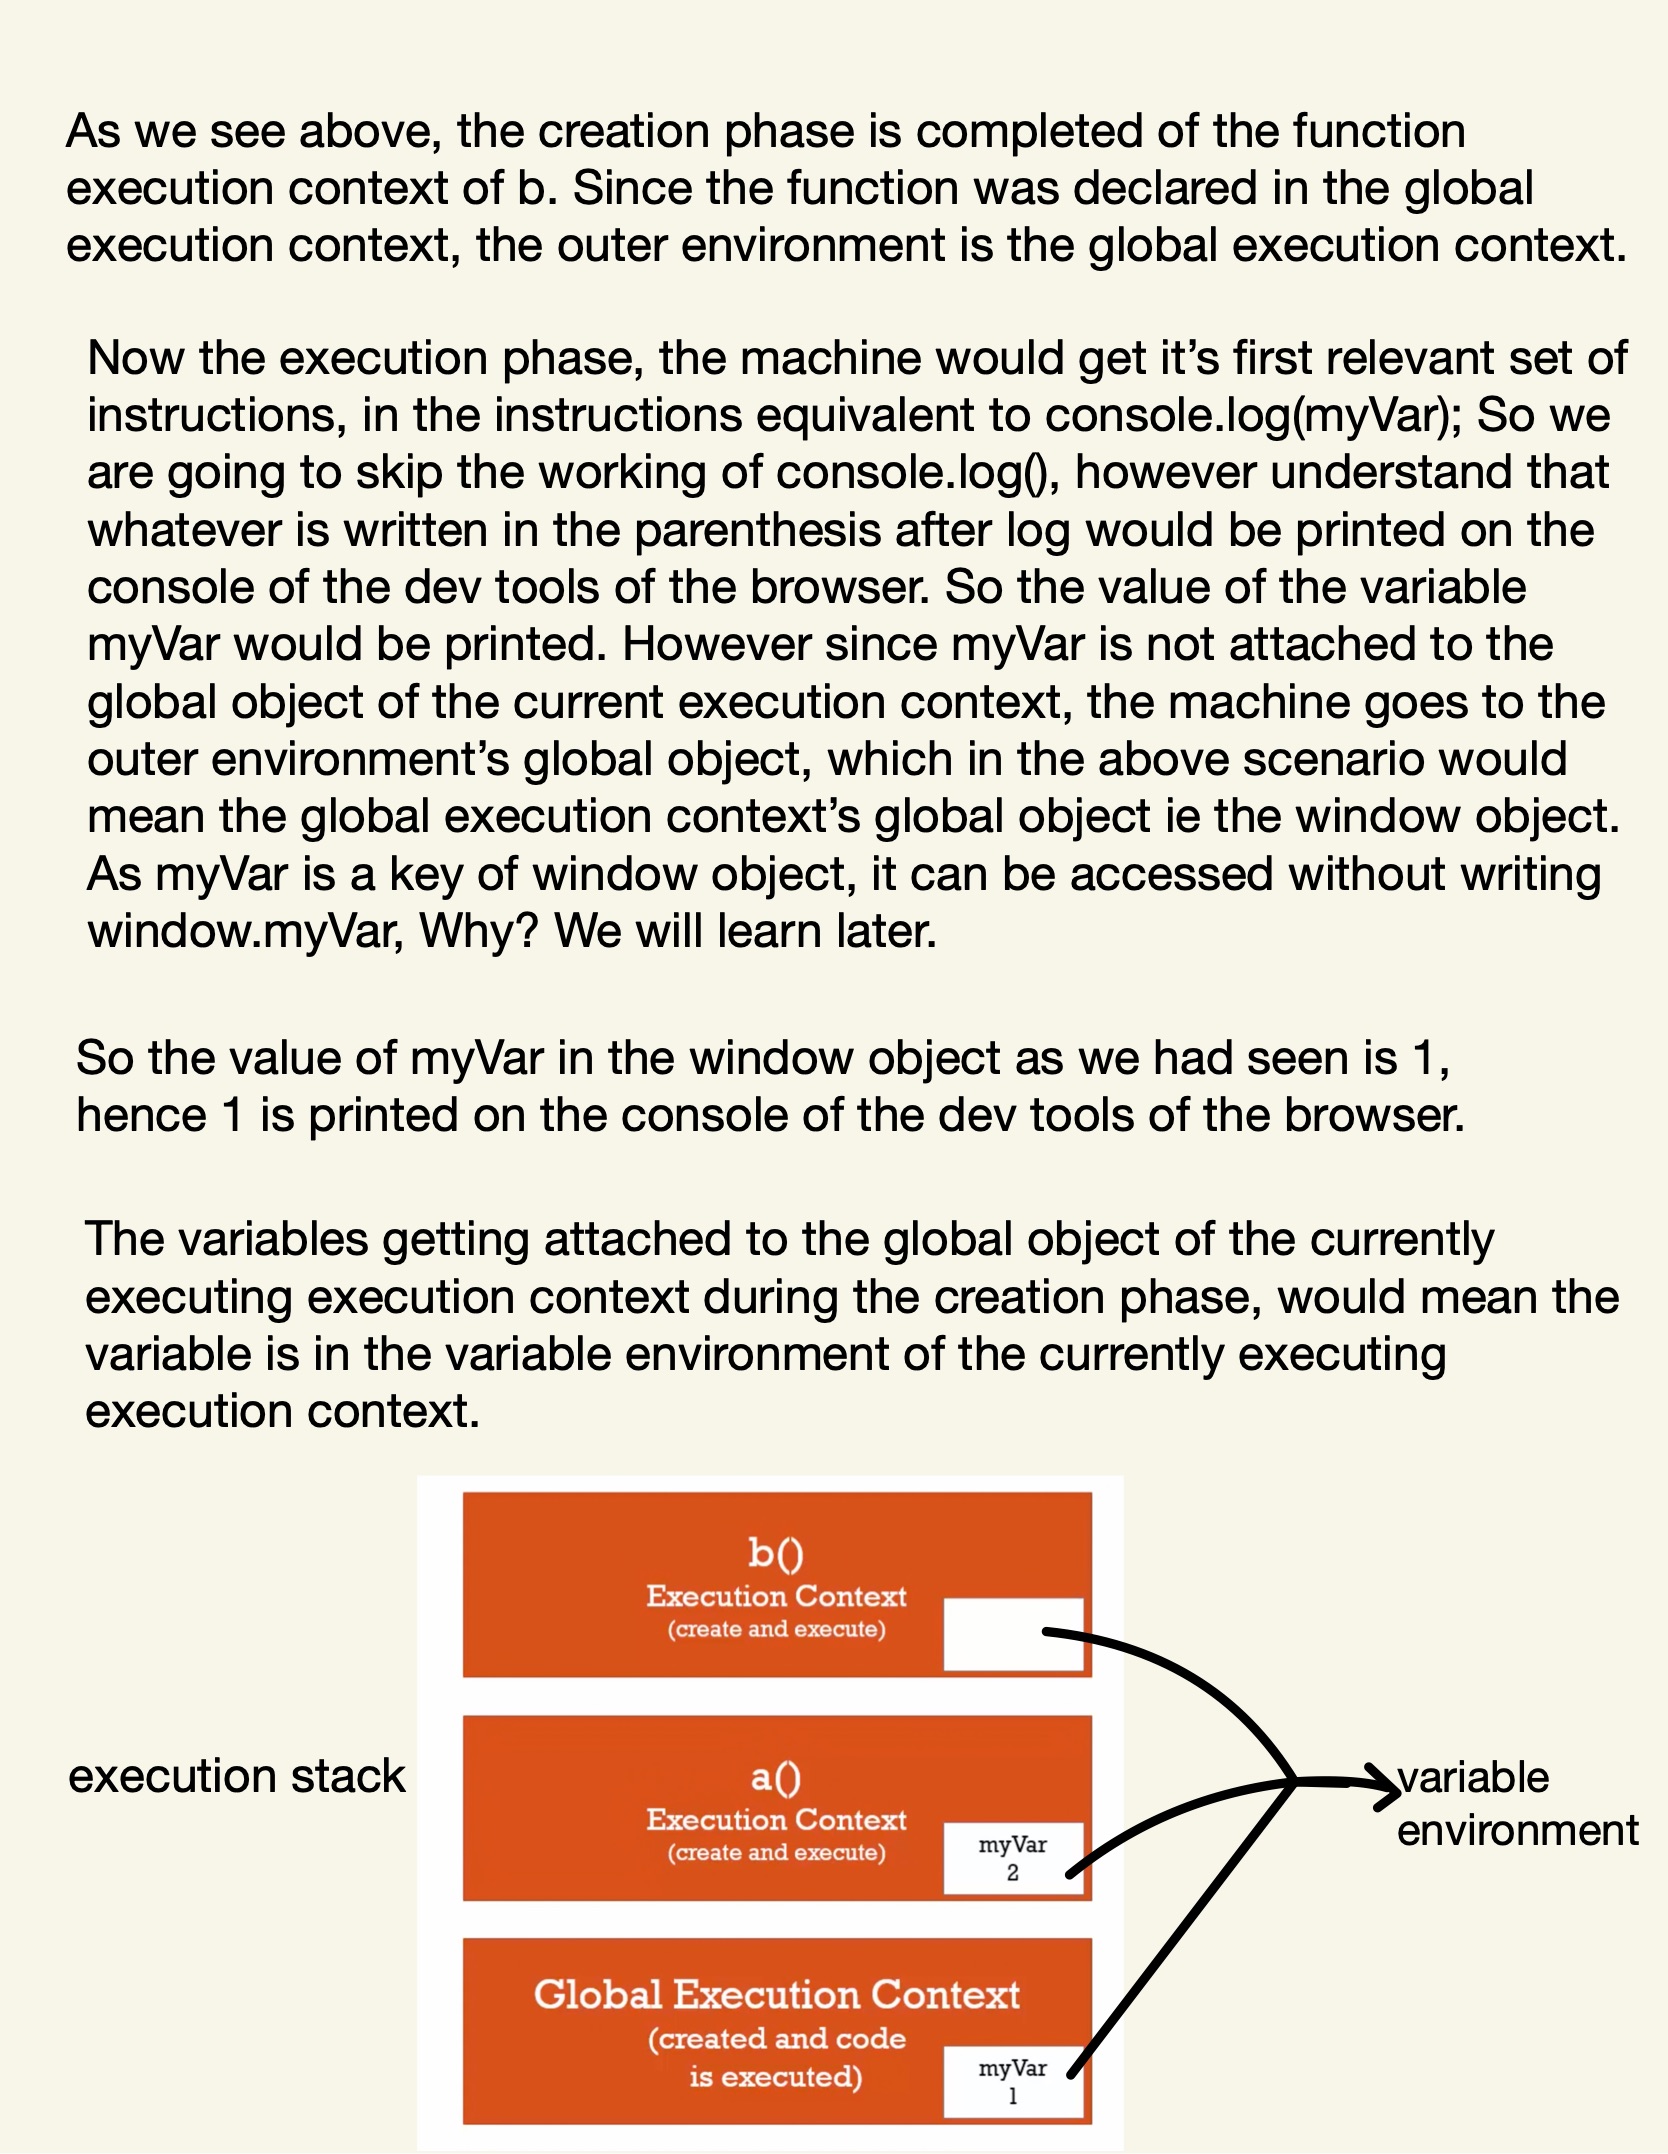 As we see above, the creation phase is completed of the function
execution context of b. Since the function was declared in the global
execution context, the outer environment is the global execution context.
Now the execution phase, the machine would get it’s first relevant set of
instructions, in the instructions equivalent to console.log(myVar); So we
are going to skip the working of console.log(), however understand that
whatever is written in the parenthesis after log would be printed on the
console of the dev tools of the browser. So the value of the variable
myVar would be printed. However since myVar is not attached to the
global object of the current execution context, the machine goes to the
outer environment’s global object, which in the above scenario would
mean the global execution context’s global object ie the window object.
As myVar is a key of window object, it can be accessed without writing
window.myVar, Why? We will learn later.
So the value of myVar in the window object as we had seen is 1,
hence 1 is printed on the console of the dev tools of the browser.
The variables getting attached to the global object of the currently
executing execution context during the creation phase, would mean the
variable is in the variable environment of the currently executing
execution context.
b()
Execution Context
(create and execute)
execution stack
a()
Execution Context
(create and execute)
myVar
2
variable
environment
Global Execution Context
(created and code
is executed)
myVar
1